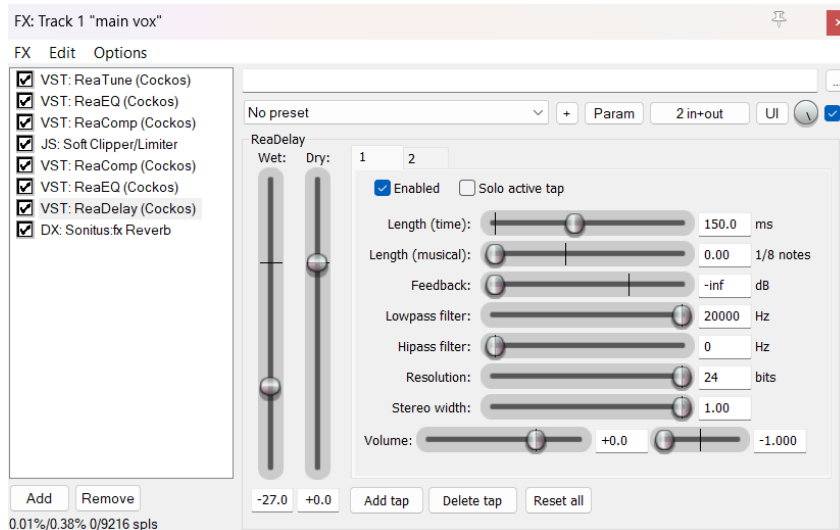 FX: Track 1 "main vox"
FX Edit Options
VST: ReaTune (Cockos)
VST: ReaEQ (Cockos)
VST: ReaComp (Cockos)
JS: Soft Clipper/Limiter
VST: ReaComp (Cockos)
VST: ReaEQ (Cockos)
VST: ReaDelay (Cockos)
DX: Sonitus:fx Reverb
Add Remove
0.01%/0.38% 0/9216 spls
...
No preset + Param 2 in+out UI
ReaDelay
Wet: Dry: 1 2
Enabled Solo active tap
Length (time): 150.0 ms
Length (musical): 0.00 1/8 notes
Feedback: -inf dB
Lowpass filter: 20000 Hz
Hipass filter: 0 Hz
Resolution: 24 bits
Stereo width: 1.00
Volume: +0.0 -1.000
-27.0 +0.0 Add tap Delete tap Reset all